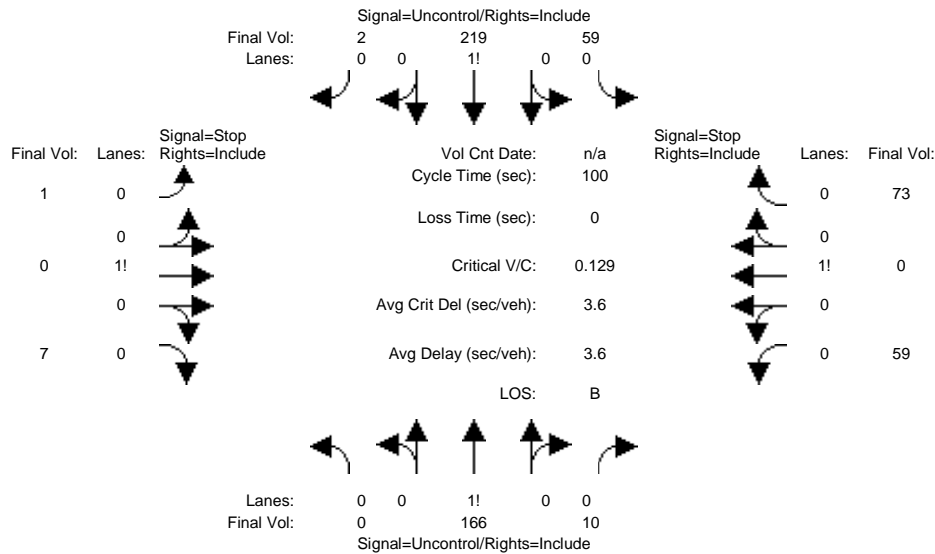 Signal=Uncontrol/Rights=Include
Final Vol: 2 219 59
Lanes: 0 0 1! 0 0
Signal=Stop
Final Vol: Lanes: Rights=Include
Vol Cnt Date: n/a
Signal=Stop
Rights=Include Lanes: Final Vol:
Cycle Time (sec): 100
1 0
0 73
Loss Time (sec): 0
0
0
0 1!
Critical V/C: 0.129
1! 0
0
Avg Crit Del (sec/veh): 3.6
0
7 0
Avg Delay (sec/veh): 3.6
0 59
LOS: B
Lanes: 0 0 1! 0 0
Final Vol: 0 166 10
Signal=Uncontrol/Rights=Include